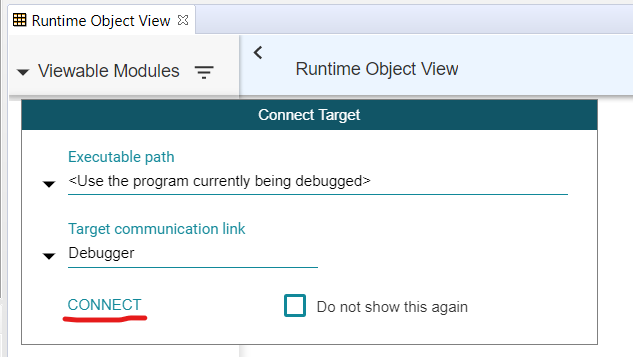 Runtime Object View
Viewable Modules
Runtime Object View
Connect Target
Executable path
<Use the program currently being debugged>
Target communication link
Debugger
CONNECT
Do not show this again